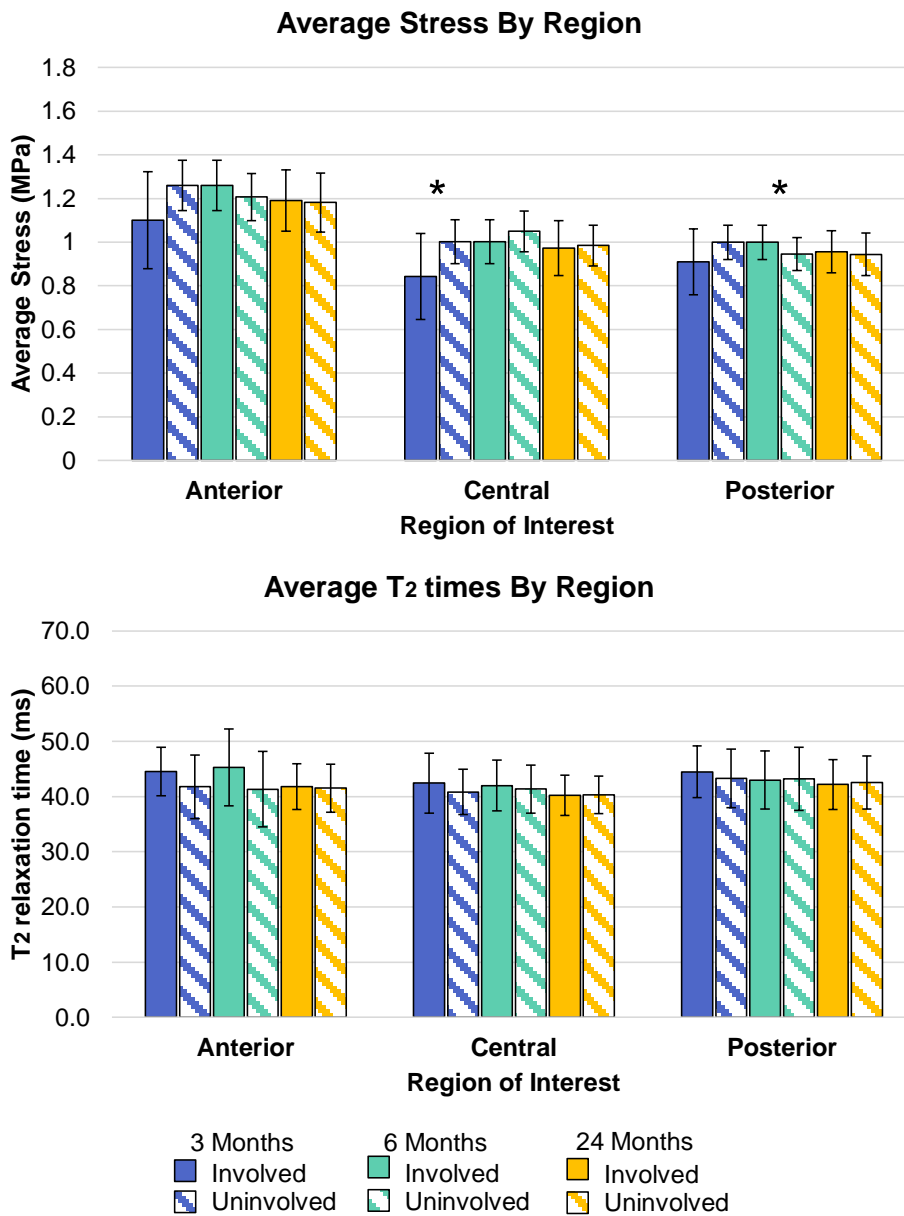 Average Stress By Region
Average Stress (MPa)
1.8
1.6
1.4
1.2
1
0.8
0.6
0.4
0.2
0
*
*
Anterior Central Posterior
Region of Interest
Average T2 times By Region
T2 relaxation time (ms)
70.0
60.0
50.0
40.0
30.0
20.0
10.0
0.0
Anterior Central Posterior
Region of Interest
3 Months 6 Months 24 Months
Involved Involved Involved
Uninvolved Uninvolved Uninvolved